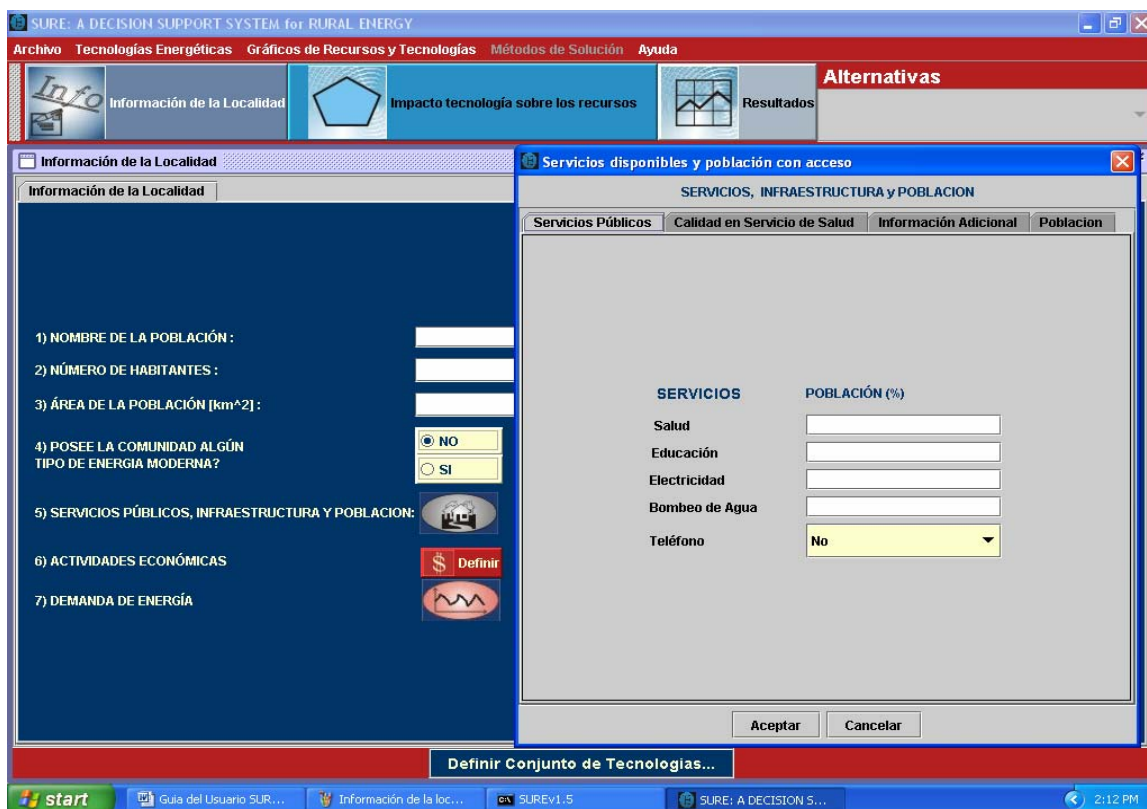 SURE: A DECISION SUPPORT SYSTEM for RURAL ENERGY
Archivo Tecnologías Energéticas Gráficos de Recursos y Tecnologías Métodos de Solución Ayuda
Info
Información de la Localidad
Impacto tecnología sobre los recursos
Resultados
Alternativas
Información de la Localidad
Información de la Localidad
1) NOMBRE DE LA POBLACIÓN :
2) NÚMERO DE HABITANTES :
3) ÁREA DE LA POBLACIÓN [km^2] :
4) POSEE LA COMUNIDAD ALGÚN
TIPO DE ENERGIA MODERNA?
NO
SI
5) SERVICIOS PÚBLICOS, INFRAESTRUCTURA Y POBLACION:
6) ACTIVIDADES ECONÓMICAS
$ Definir
7) DEMANDA DE ENERGÍA
Servicios disponibles y población con acceso
SERVICIOS, INFRAESTRUCTURA y POBLACION
Servicios Públicos Calidad en Servicio de Salud Información Adicional Poblacion
SERVICIOS POBLACIÓN (%)
Salud
Educación
Electricidad
Bombeo de Agua
Teléfono No
Aceptar Cancelar
Definir Conjunto de Tecnologias...
start Guia del Usuario SUR... Información de la loc... SUREv1.5 SURE: A DECISION S... 2:12 PM